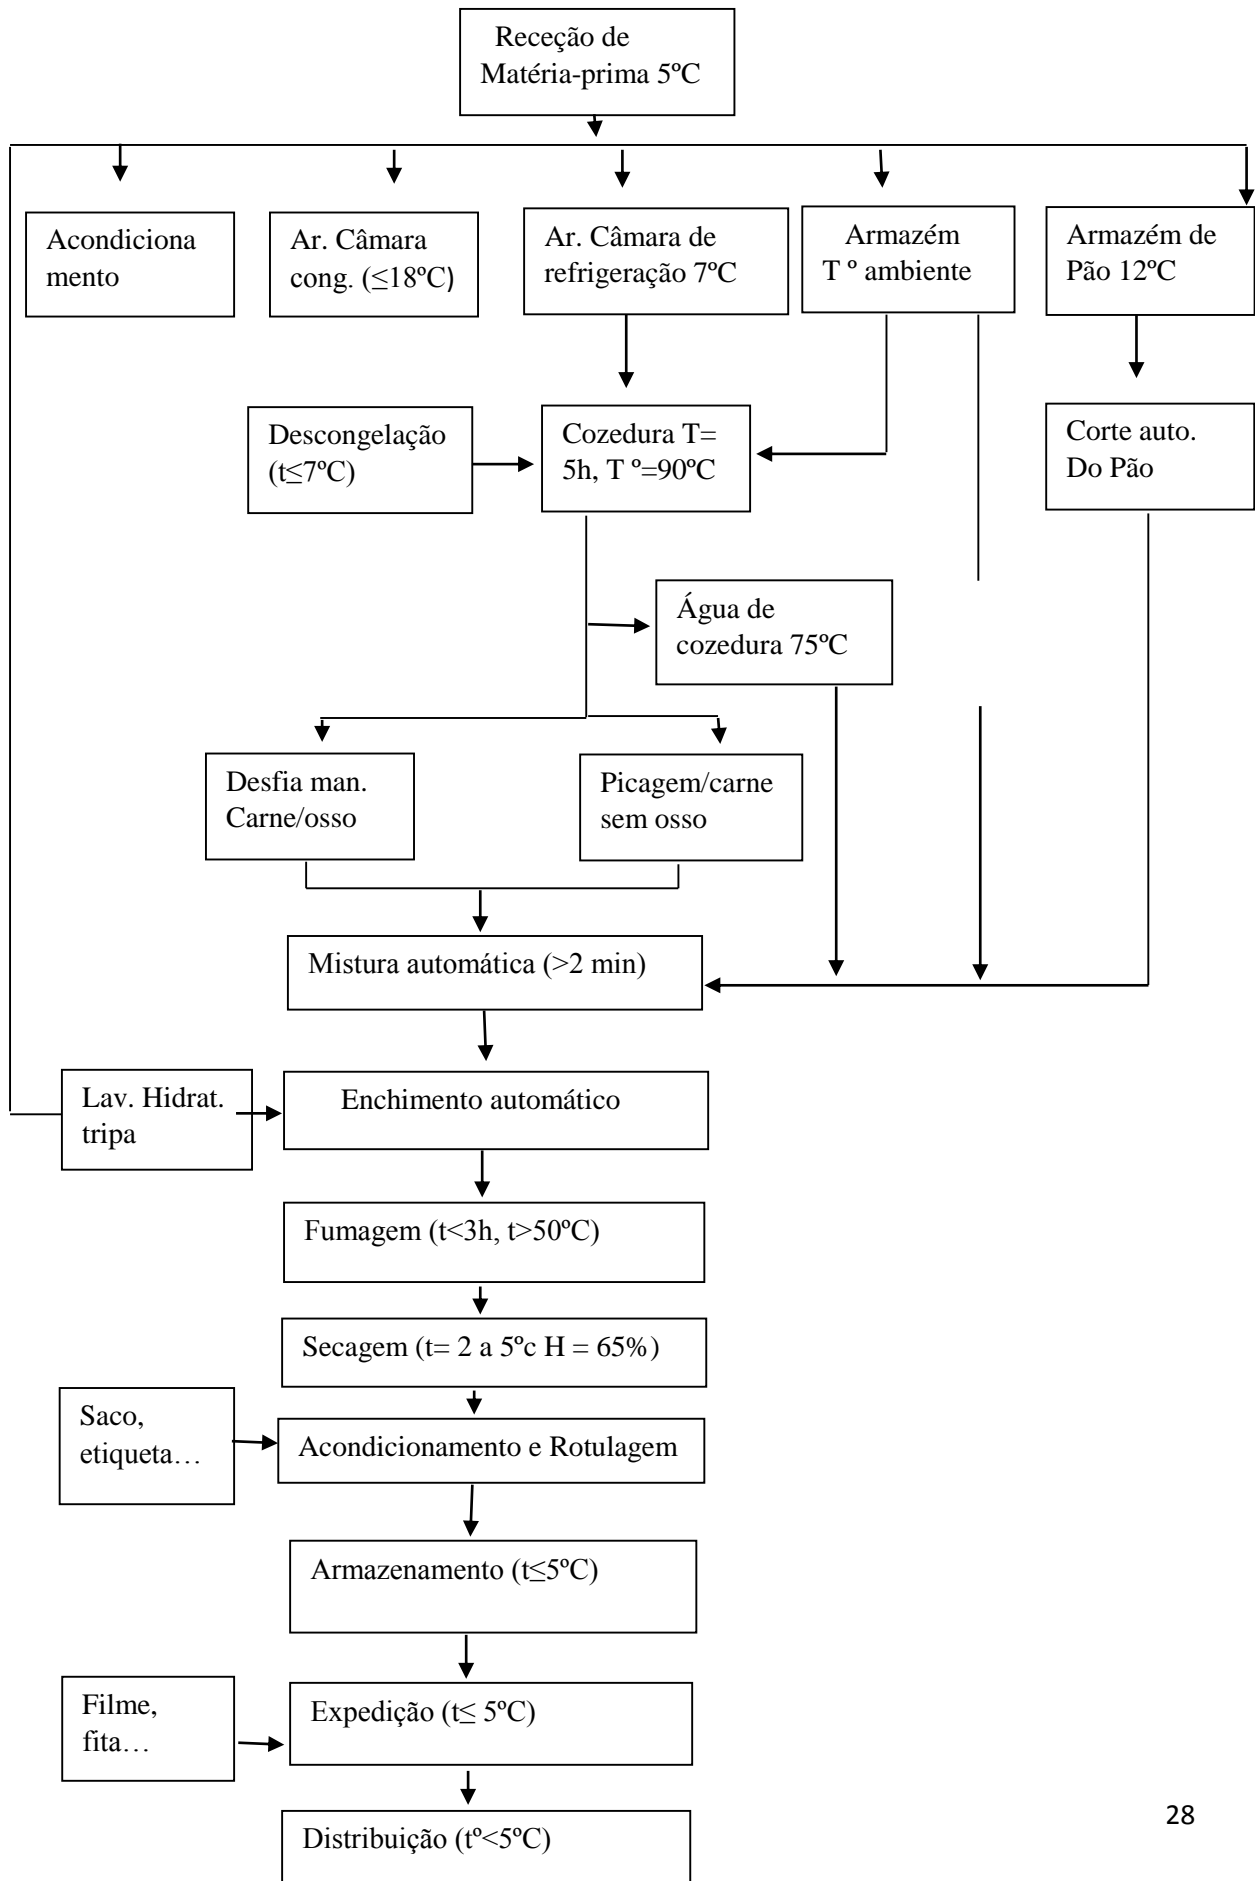 Receção de
Matéria-prima 5ºC
Acondiciona
mento
Ar. Câmara
cong. (≤18ºC)
Ar. Câmara de
refrigeração 7ºC
Armazém
T º ambiente
Armazém de
Pão 12ºC
Descongelação
(t≤7ºC)
Cozedura T=
5h, T º=90ºC
Corte auto.
Do Pão
Água de
cozedura 75ºC
Desfia man.
Carne/osso
Picagem/carne
sem osso
Mistura automática (>2 min)
Lav. Hidrat.
tripa
Enchimento automático
Fumagem (t<3h, t>50ºC)
Secagem (t= 2 a 5ºc H = 65%)
Saco,
etiqueta…
Acondicionamento e Rotulagem
Armazenamento (t≤5ºC)
Filme,
fita…
Expedição (t≤ 5ºC)
Distribuição (tº<5ºC)
28